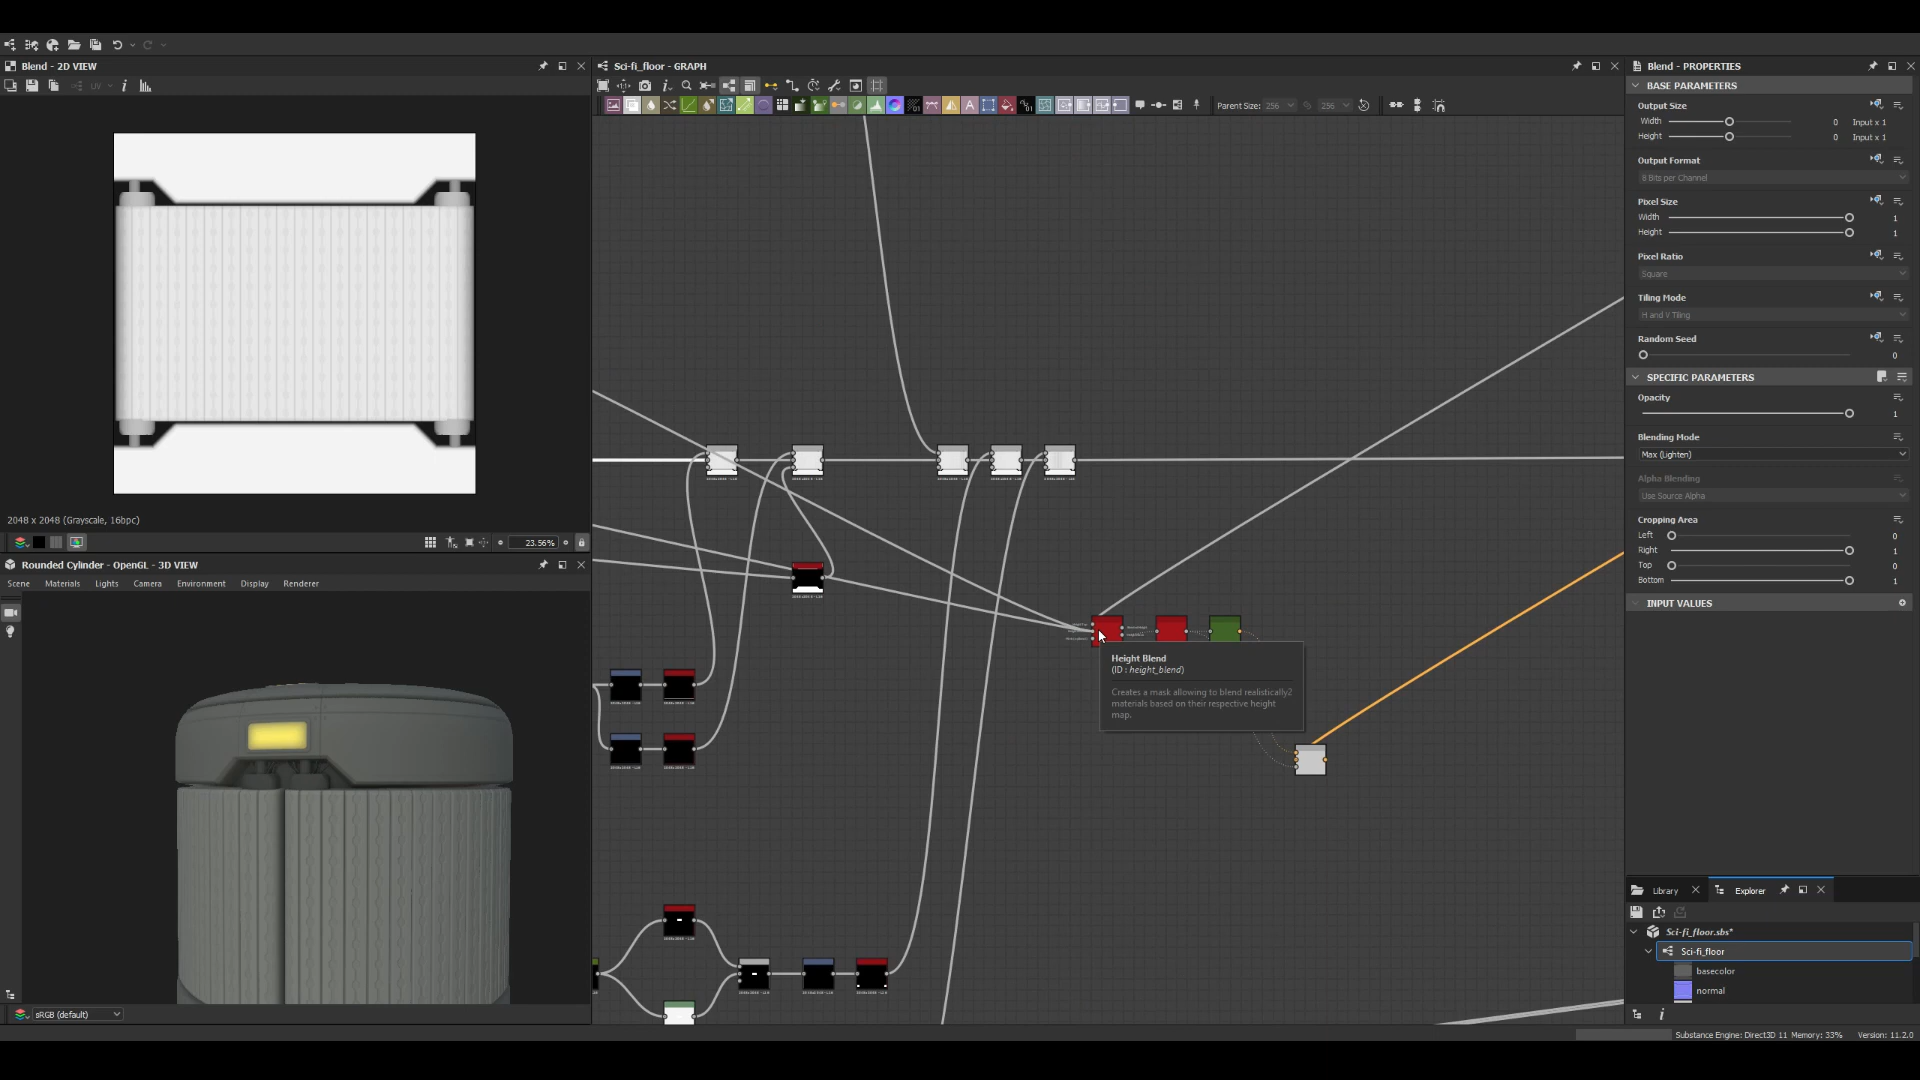 Blend - 2D VIEW
UV
2048 x 2048 (Grayscale, 16bpc)
23.56%
Rounded Cylinder - OpenGL - 3D VIEW
Scene Materials Lights Camera Environment Display Renderer
sRGB (default)
Sci-fi_floor - GRAPH
Parent Size: 256 256
Height Blend
(ID : height_blend)
Creates a mask allowing to blend realistically2
materials based on their respective height
map.
Blend - PROPERTIES
BASE PARAMETERS
Output Size
Width 0 Input x 1
Height 0 Input x 1
Output Format
8 Bits per Channel
Pixel Size
Width 1
Height 1
Pixel Ratio
Square
Tiling Mode
H and V Tiling
Random Seed
0
SPECIFIC PARAMETERS
Opacity
1
Blending Mode
Max (Lighten)
Alpha Blending
Use Source Alpha
Cropping Area
Left 0
Right 1
Top 0
Bottom 1
INPUT VALUES
Library Explorer
Sci-fi_floor.sbs*
Sci-fi_floor
basecolor
normal
Substance Engine: Direct3D 11 Memory: 33% Version: 11.2.0